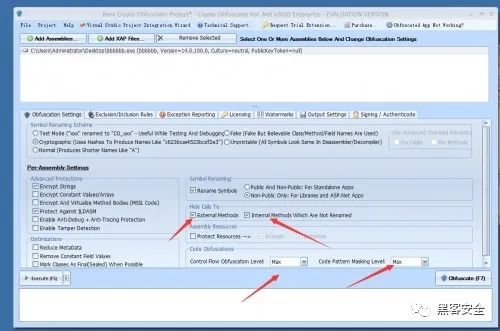 New Crypto Obfuscator Project* - Crypto Obfuscator For .Net v2020 Enterprise - EVALUATION VERSION
File Project Help Visual Studio Project Integration Wizard Technical Support... Request Trial Extension... Purchase... Obfuscated App Not Working?
Add Assemblies... Add XAP Files... Remove Selected Select One Or More Assemblies Below And Change Obfuscation Settings
C:\Users\Administrator\Desktop\bbbbbb.exe [bbbbbb, Version=14.0.100.0, Culture=neutral, PublicKeyToken=null]
Obfuscation Settings Exclusion/Inclusion Rules Exception Reporting Licensing Watermarks Output Settings Signing / Authenticode
Symbol Renaming Scheme
Test Mode ("xxx" renamed to "CO_xxx" - Useful While Testing And Debugging) Fake (Fake But Believable Class/Method/Field Names Are Used)
Cryptographic (Uses Hashes To Produces Names Like "c623bcas4523bcdf2e3") Unprintable (All Symbols Look Same In Disassembler/Decompiler)
Normal (Produces Shorter Names Like "A")
Use Advanced Overload Renaming
For Fields For Methods
Per-Assembly Settings
Advanced Protections
Encrypt Strings
Encrypt Constant Values/Arrays
Encrypt And Virtualize Method Bodies (MSIL Code)
Protect Against ILDASM
Enable Anti-Debug + Anti-Tracing Protection
Enable Tamper Detection
Optimizations
Reduce MetaData
Remove Constant Field Values
Mark Classes As Final(Sealed) When Possible
Symbol Renaming:
Rename Symbols Public And Non-Public: For Standalone Apps
Non-Public Only: For Libraries and ASP.Net Apps
Hide Calls To
External Methods Internal Methods Which Are Not Renamed
Assembly Resources
Protect Resources Encrypt
Code Obfuscations
Control Flow Obfuscation Level: Max Code Pattern Masking Level: Max
Execute (F5) Obfuscate (F7)
黑客安全